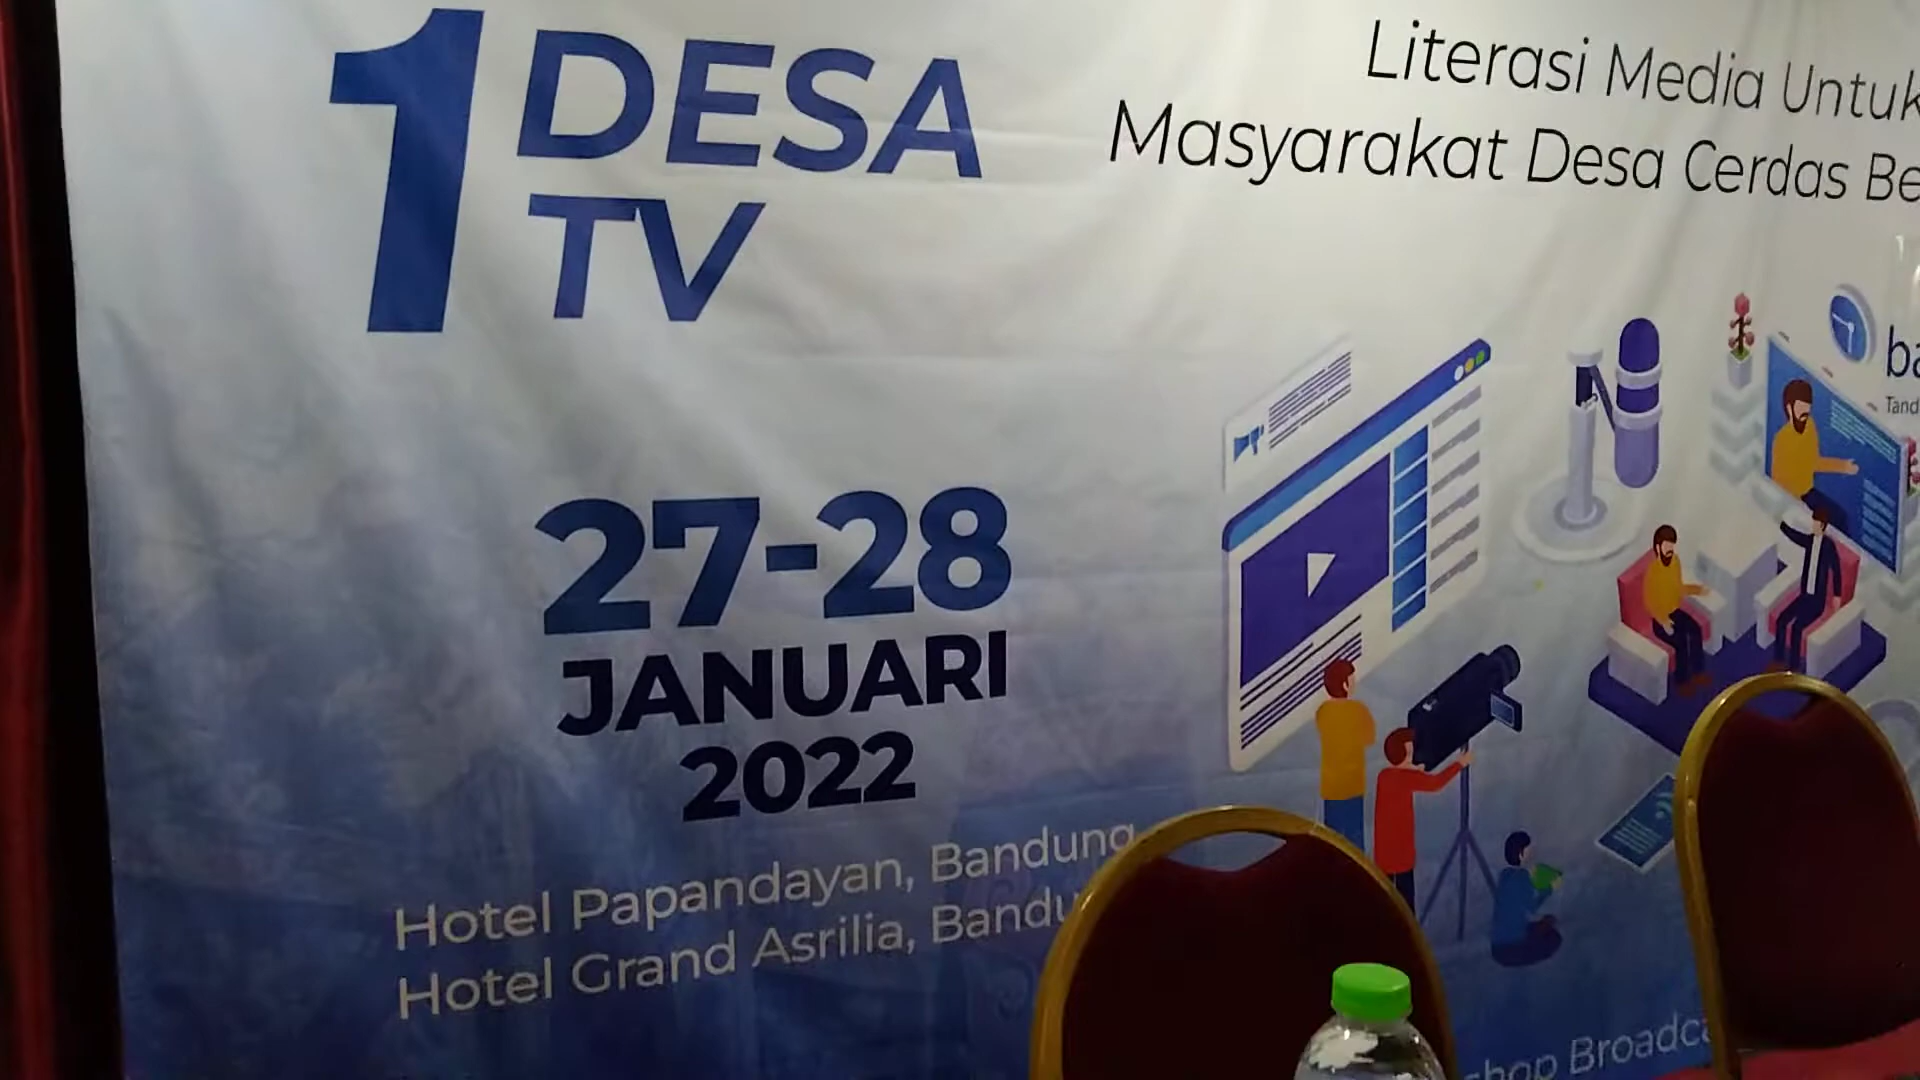 1 DESA
TV
Literasi Media Untuk
Masyarakat Desa Cerdas
27-28
JANUARI
2022
Hotel Papandayan, Bandung
Hotel Grand Asrilia,